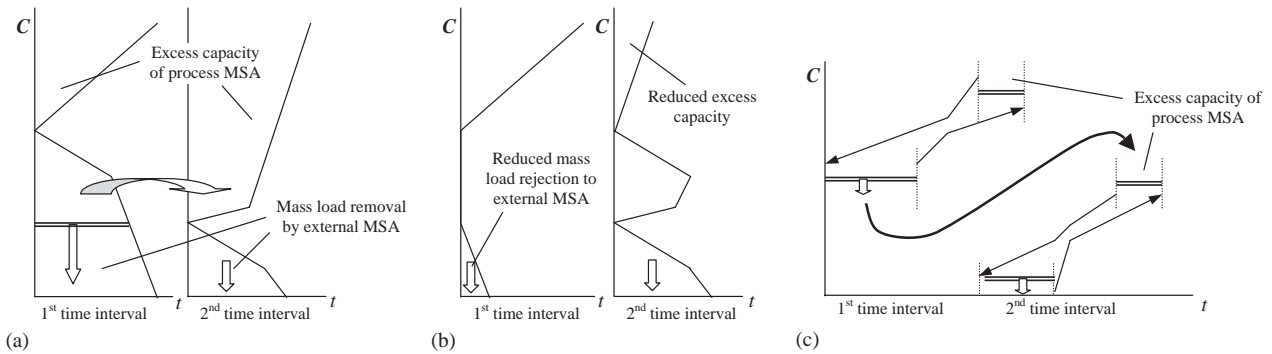 C
Excess capacity
of process MSA
Mass load removal
by external MSA
t
t
1st time interval
2nd time interval
(a)
C
Reduced excess
capacity
Reduced mass
load rejection to
external MSA
t
t
1st time interval
2nd time interval
(b)
C
Excess capacity of
process MSA
1st time interval
2nd time interval
t
(c)